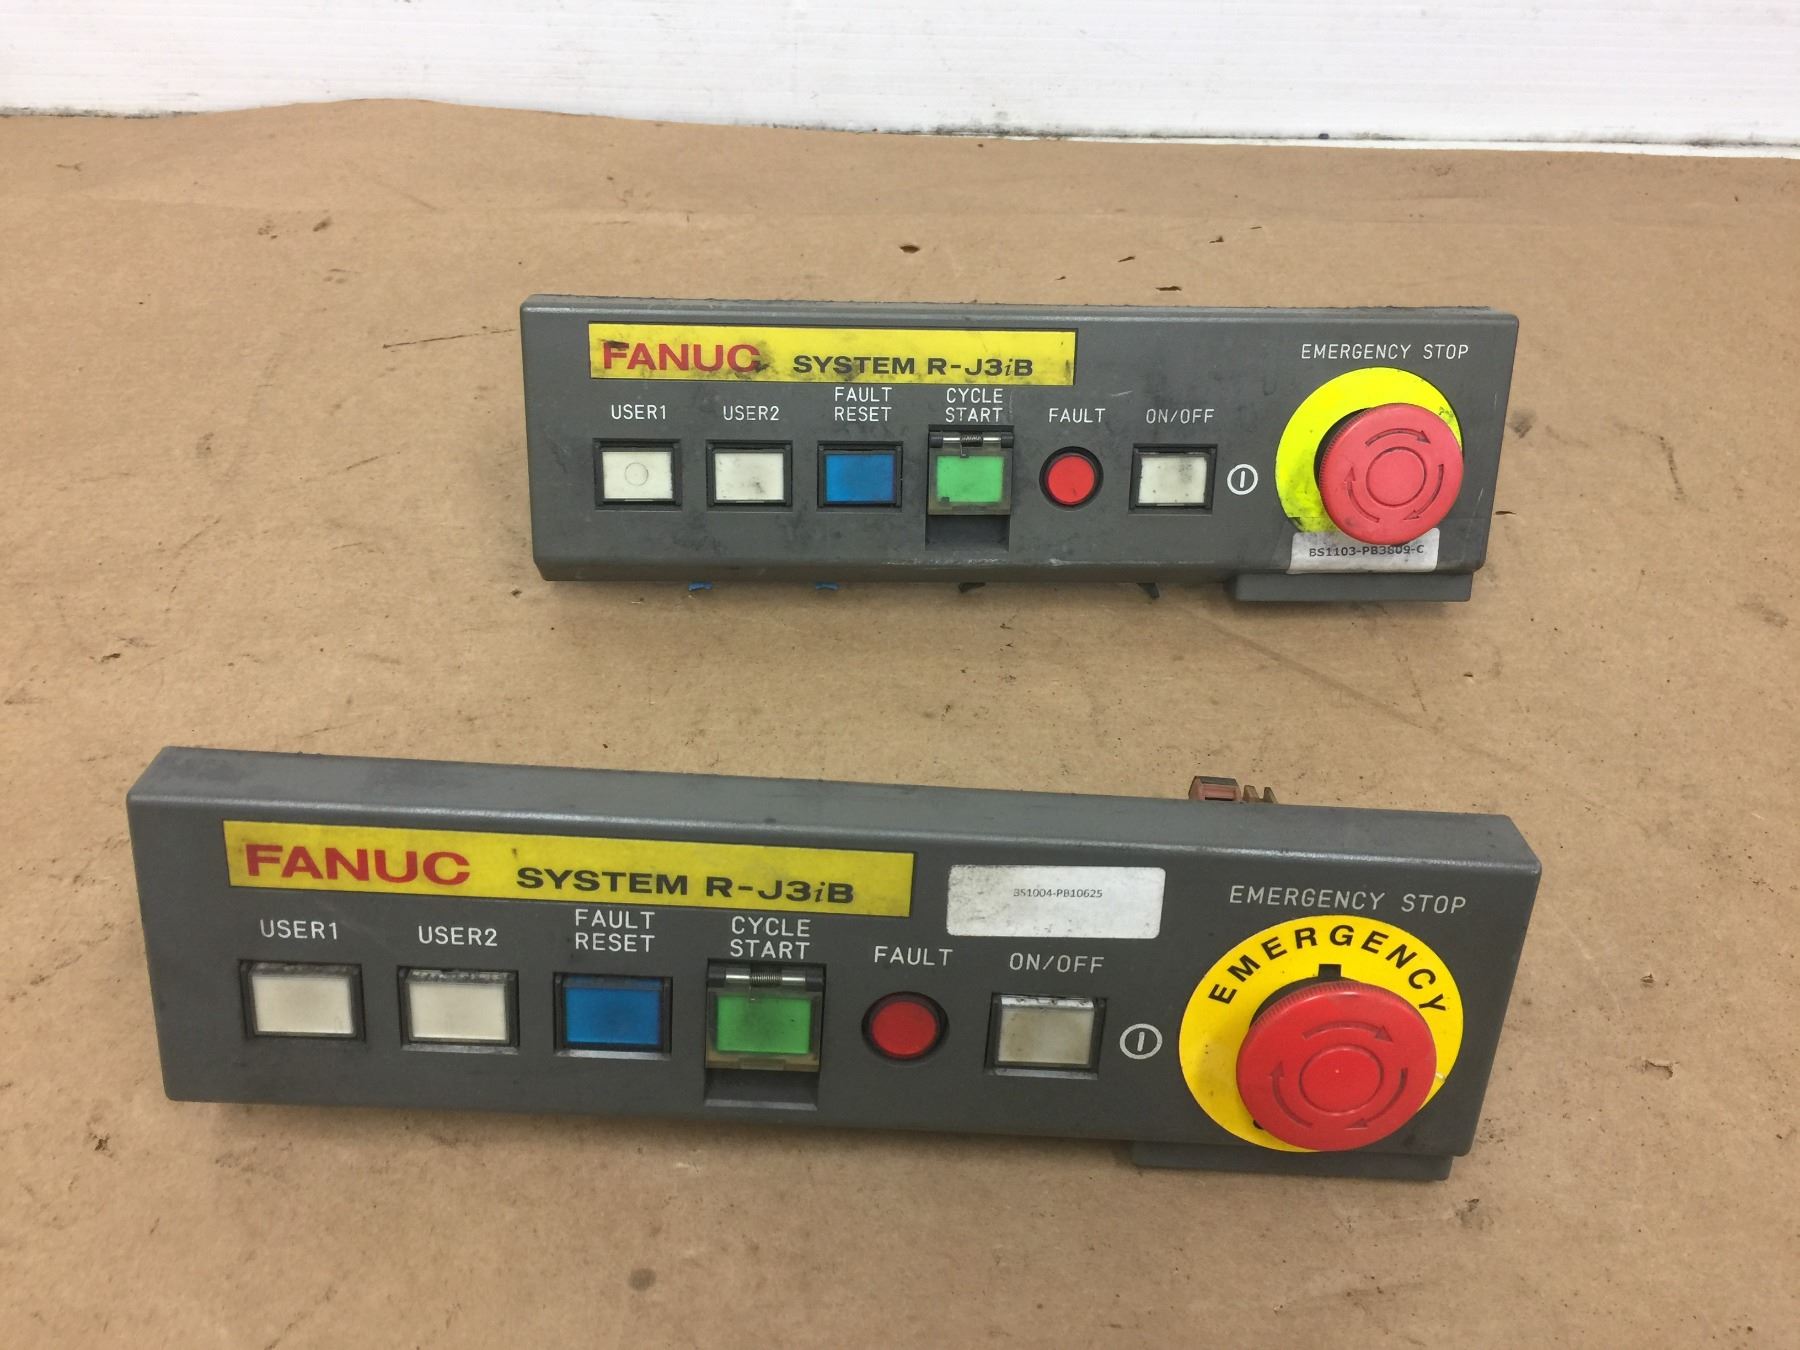 FANUC SYSTEM R-J3iB
EMERGENCY STOP
USER1 USER2 FAULT RESET CYCLE START FAULT ON/OFF
BS1103-PB3809-C
FANUC SYSTEM R-J3iB
BS1004-PB10625
EMERGENCY STOP
USER1 USER2 FAULT RESET CYCLE START FAULT ON/OFF
EMERGENCY